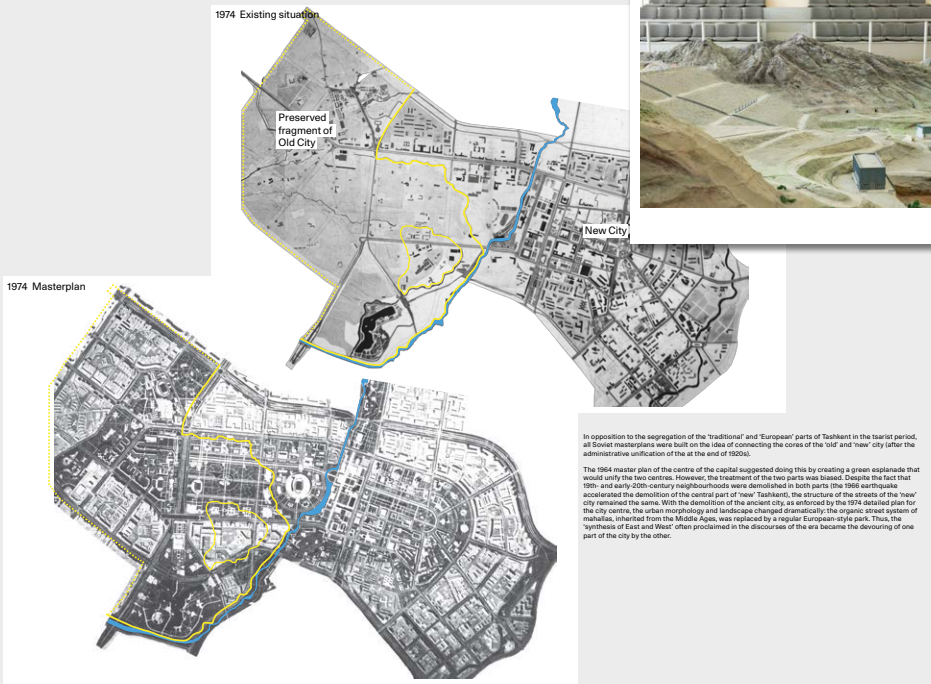 1974 Existing situation
Preserved
fragment of
Old City
New City
1974 Masterplan
In opposition to the segregation of the 'traditional' and 'European' parts of Tashkent in the tsarist period,
all Soviet masterplans were built on the idea of connecting the cores of the 'old' and 'new' city (after the
administrative unification of the at the end of 1920s).
The 1964 master plan of the centre of the capital suggested doing this by creating a green esplanade that
would unify the two centres. However, the treatment of the two parts was biased. Despite the fact that
19th- and early-20th-century neighbourhoods were demolished in both parts (the 1966 earthquake
accelerated the demolition of the central part of 'new' Tashkent), the structure of the streets of the 'new'
city remained the same. With the demolition of the ancient city, as enforced by the 1974 detailed plan for
the city centre, the urban morphology and landscape changed dramatically: the organic street system of
mahallas, inherited from the Middle Ages, was replaced by a regular European-style park. Thus, the
'synthesis of East and West' often proclaimed in the discourses of the era became the devouring of one
part of the city by the other.